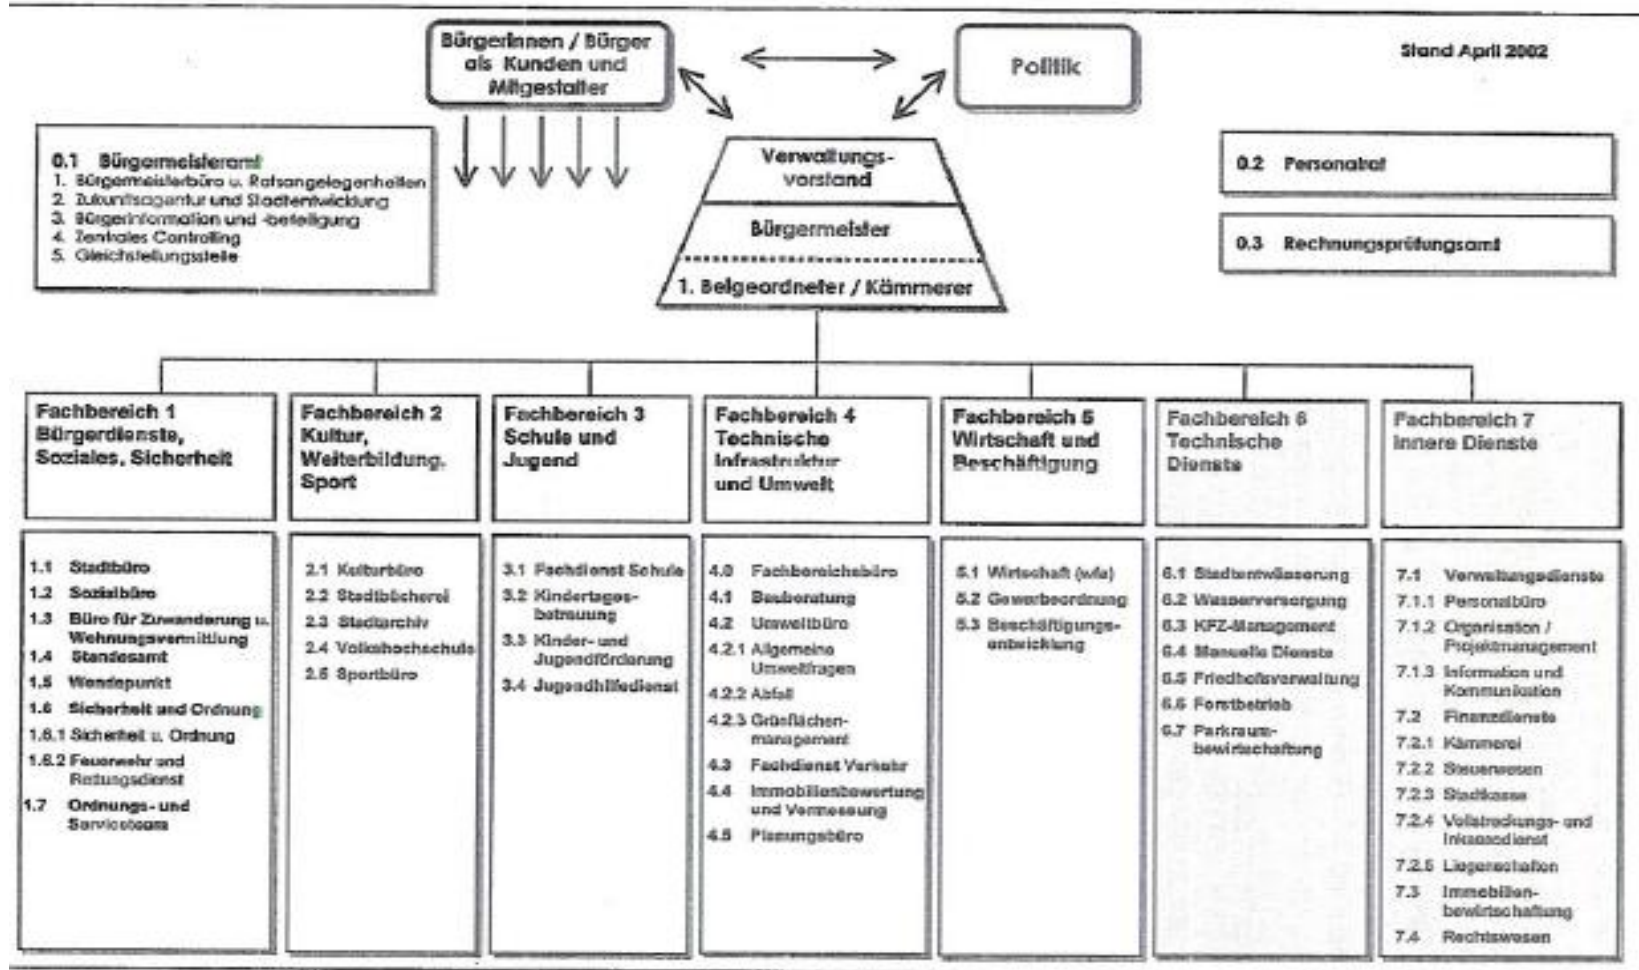 BürgerInnen / Bürger
als Kunden und
Mitgestalter
Politik
Stand April 2002
0.1 Bürgermeisteramt
1. Bürgermeisterbüro u. Ratsangelegenheiten
2. Zukunftsagentur und Stadtentwicklung
3. Bürgerinformation und -beteiligung
4. Zentrales Controlling
5. Gleichstellungsstelle
Verwaltungs-
vorstand
Bürgermeister
1. Beigeordneter / Kämmerer
0.2 Personalrat
0.3 Rechnungsprüfungsamt
Fachbereich 1
Bürgerdienste,
Soziales, Sicherheit
1.1 Stadtbüro
1.2 Sozialbüro
1.3 Büro für Zuwanderung u.
Wohnungsvermittlung
1.4 Standesamt
1.5 Wendepunkt
1.6 Sicherheit und Ordnung
1.6.1 Sicherheit u. Ordnung
1.6.2 Feuerwehr und
Rettungsdienst
1.7 Ordnungs- und
Serviceteam
Fachbereich 2
Kultur,
Weiterbildung,
Sport
2.1 Kulturbüro
2.2 Stadtbücherei
2.3 Stadtarchiv
2.4 Volkshochschule
2.5 Sportbüro
Fachbereich 3
Schule und
Jugend
3.1 Fachdienst Schule
3.2 Kindertages-
betreuung
3.3 Kinder- und
Jugendförderung
3.4 Jugendhilfedienst
Fachbereich 4
Technische
Infrastruktur
und Umwelt
4.0 Fachbereichsbüro
4.1 Bauberatung
4.2 Umweltbüro
4.2.1 Allgemeine
Umweltfragen
4.2.2 Abfall
4.2.3 Grünflächen-
management
4.3 Fachdienst Verkehr
4.4 Immobilienbewertung
und Vermessung
4.5 Planungsbüro
Fachbereich 5
Wirtschaft und
Beschäftigung
5.1 Wirtschaft (wfa)
5.2 Gewerbeordnung
5.3 Beschäftigungs-
entwicklung
Fachbereich 6
Technische
Dienste
6.1 Stadtentwässerung
6.2 Wasserversorgung
6.3 KFZ-Management
6.4 Manuelle Dienste
6.5 Friedhofsverwaltung
6.6 Forstbetrieb
6.7 Parkraum-
bewirtschaftung
Fachbereich 7
Innere Dienste
7.1 Verwaltungsdienste
7.1.1 Personalbüro
7.1.2 Organisation /
Projektmanagement
7.1.3 Information und
Kommunikation
7.2 Finanzdienste
7.2.1 Kämmerei
7.2.2 Steuerwesen
7.2.3 Stadtkasse
7.2.4 Vollstreckungs- und
Inkassodienst
7.2.5 Liegenschaften
7.3 Immobilien-
bewirtschaftung
7.4 Rechtswesen